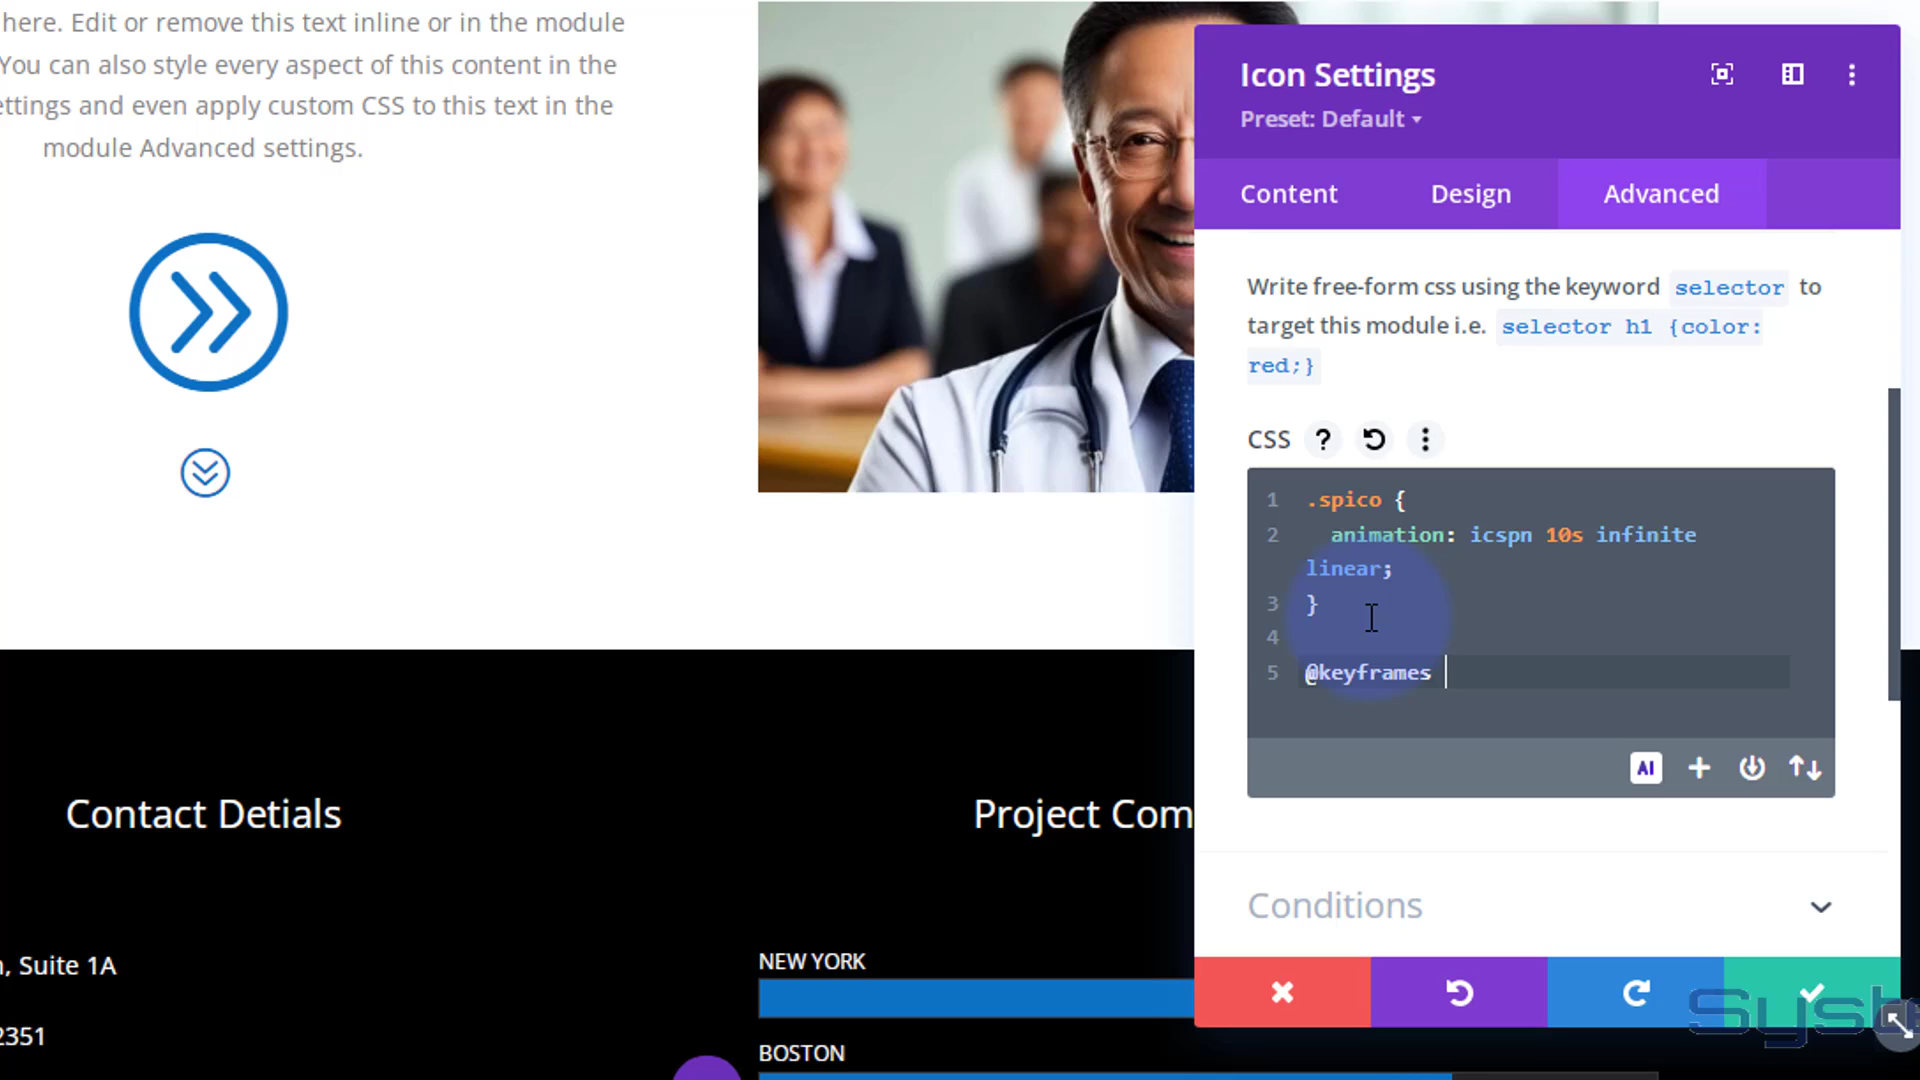 here. Edit or remove this text inline or in the module
You can also style every aspect of this content in the
ettings and even apply custom CSS to this text in the
module Advanced settings.
Icon Settings
Preset: Default
Content
Design
Advanced
Write free-form css using the keyword selector to
target this module i.e. selector h1 {color:
red;}
CSS ?
1 .spico {
2 animation: icspn 10s infinite
linear;
3 }
4
5 @keyframes
AI
Conditions
Contact Detials
Project Com
, Suite 1A
2351
NEW YORK
BOSTON
Syst